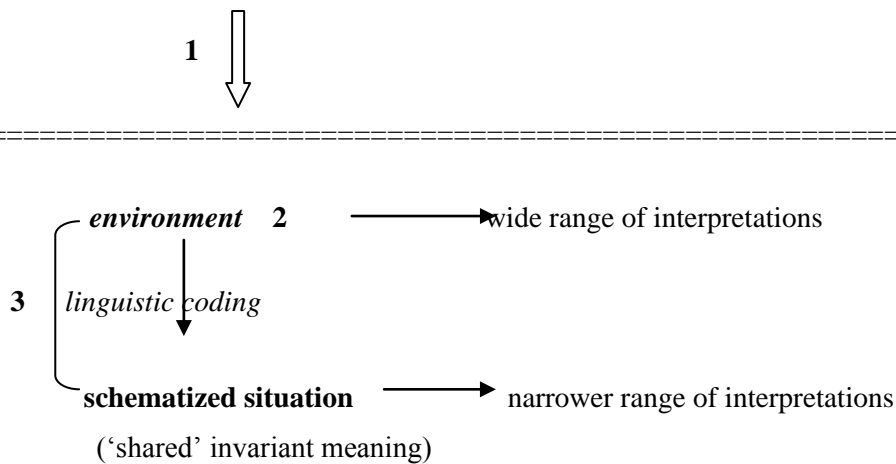 1
==========================================================
environment 2 wide range of interpretations
3 linguistic coding
schematized situation narrower range of interpretations
(‘shared’ invariant meaning)